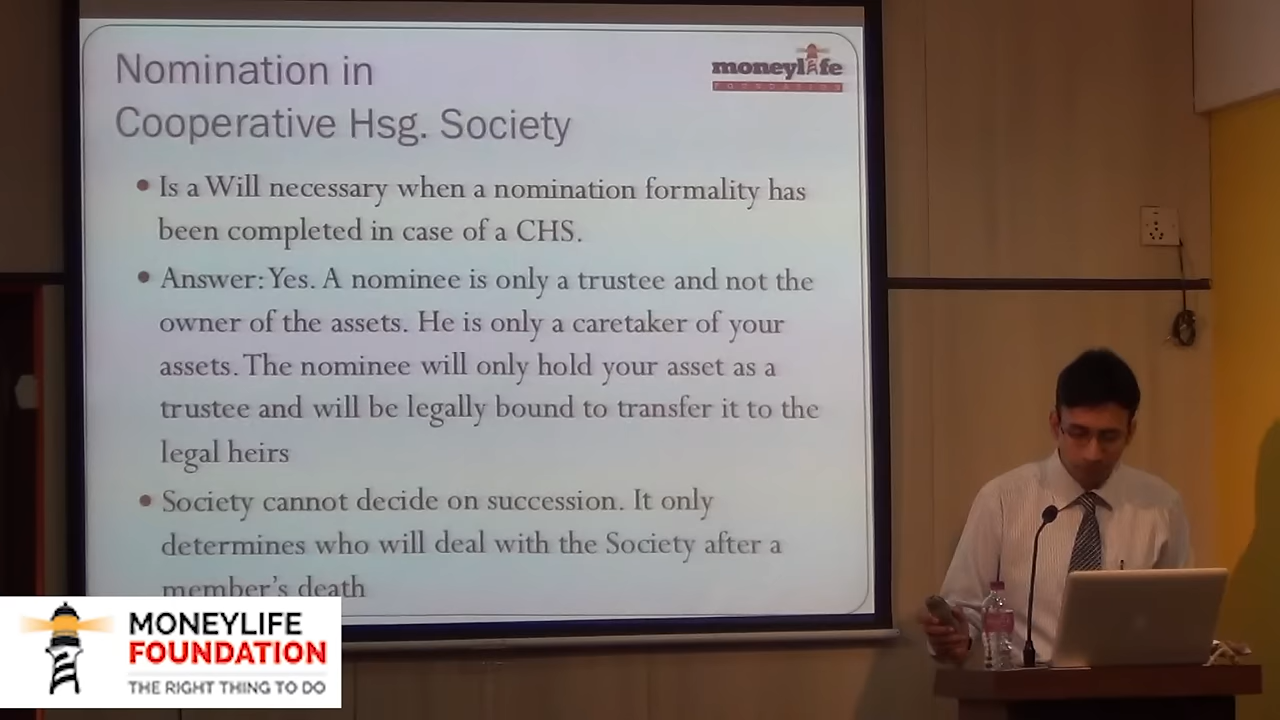 Nomination in
Cooperative Hsg. Society
moneylife
FOUNDATION
• Is a Will necessary when a nomination formality has
been completed in case of a CHS.
• Answer: Yes. A nominee is only a trustee and not the
owner of the assets. He is only a caretaker of your
assets. The nominee will only hold your asset as a
trustee and will be legally bound to transfer it to the
legal heirs
• Society cannot decide on succession. It only
determines who will deal with the Society after a
member's death
MONEYLIFE
FOUNDATION
THE RIGHT THING TO DO